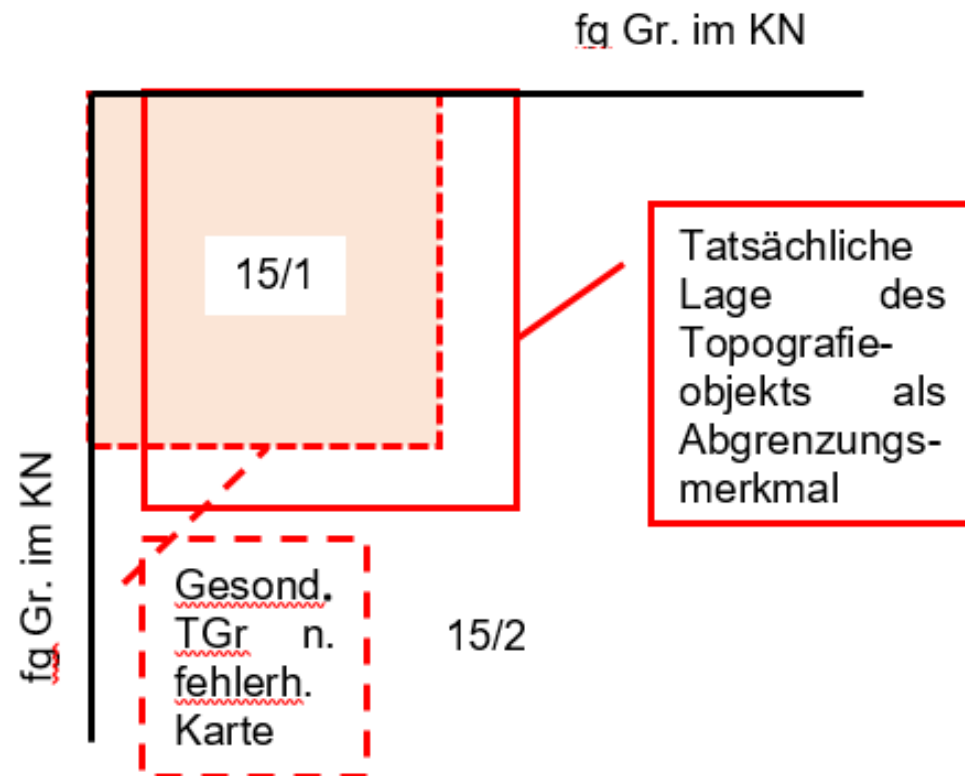 fg Gr. im KN
15/1
Tatsächliche
Lage des
Topografie-
objekts als
Abgrenzungs-
merkmal
fg Gr. im KN
Gesond.
TGr n.
fehlerh.
Karte
15/2